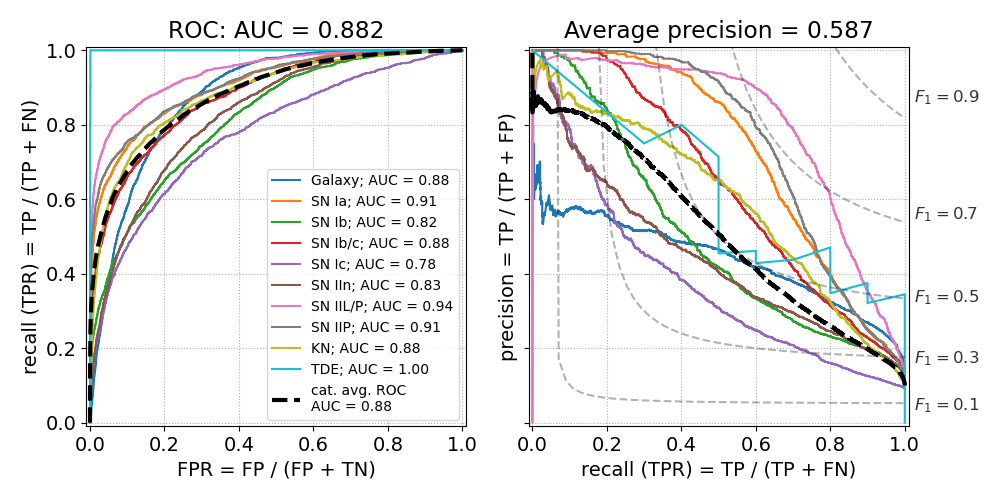 ROC: AUC = 0.882
recall (TPR) = TP / (TP + FN)
1.0
0.8
0.6
0.4
0.2
0.0
0.0 0.2 0.4 0.6 0.8 1.0
FPR = FP / (FP + TN)
Galaxy; AUC = 0.88
SN Ia; AUC = 0.91
SN Ib; AUC = 0.82
SN Ib/c; AUC = 0.88
SN Ic; AUC = 0.78
SN IIn; AUC = 0.83
SN IIL/P; AUC = 0.94
SN IIP; AUC = 0.91
KN; AUC = 0.88
TDE; AUC = 1.00
cat. avg. ROC
AUC = 0.88
Average precision = 0.587
precision = TP / (TP + FP)
F₁ = 0.9
F₁ = 0.7
F₁ = 0.5
F₁ = 0.3
F₁ = 0.1
0.0 0.2 0.4 0.6 0.8 1.0
recall (TPR) = TP / (TP + FN)